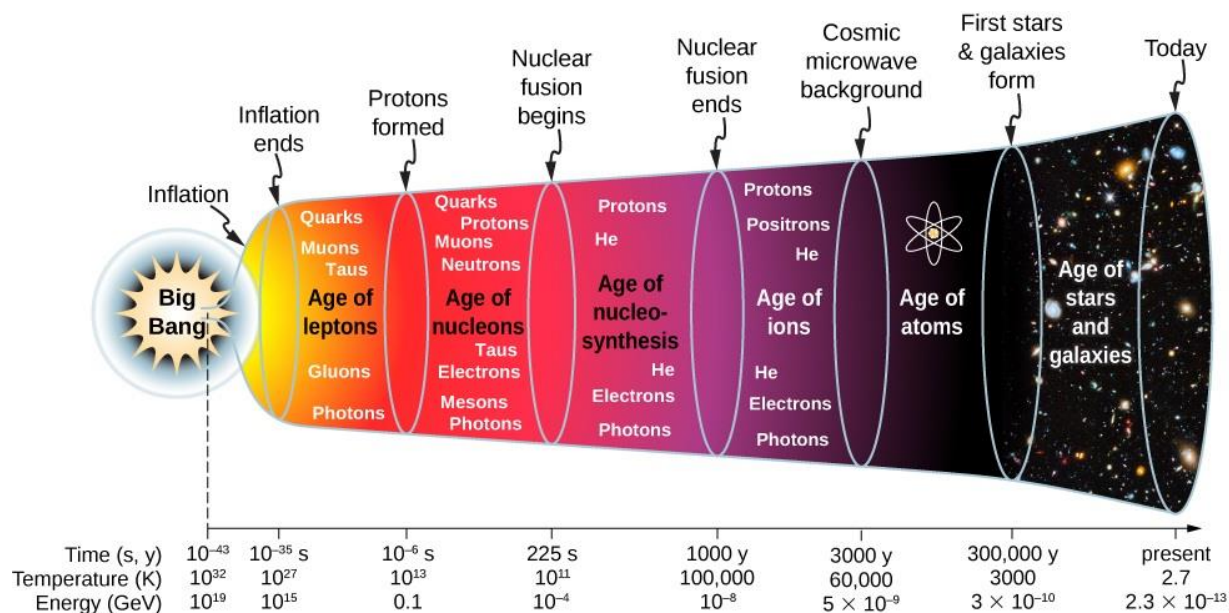 Inflation
Inflation
ends
Protons
formed
Nuclear
fusion
begins
Nuclear
fusion
ends
Cosmic
microwave
background
First stars
& galaxies
form
Today
Big
Bang
Quarks
Muons
Taus
Age of
leptons
Gluons
Photons
Quarks
Protons
Muons
Neutrons
Age of
nucleons
Taus
Electrons
Mesons
Photons
Protons
He
Age of
nucleo-
synthesis
He
Electrons
Photons
Protons
Positrons
He
Age of
ions
He
Electrons
Photons
Age of
atoms
Age of
stars
and
galaxies
Time (s, y) 10⁻⁴³ 10⁻³⁵ s 10⁻⁶ s 225 s 1000 y 3000 y 300,000 y present
Temperature (K) 10³² 10²⁷ 10¹³ 10¹¹ 100,000 60,000 3000 2.7
Energy (GeV) 10¹⁹ 10¹⁵ 0.1 10⁻⁴ 10⁻⁸ 5 × 10⁻⁹ 3 × 10⁻¹⁰ 2.3 × 10⁻¹³